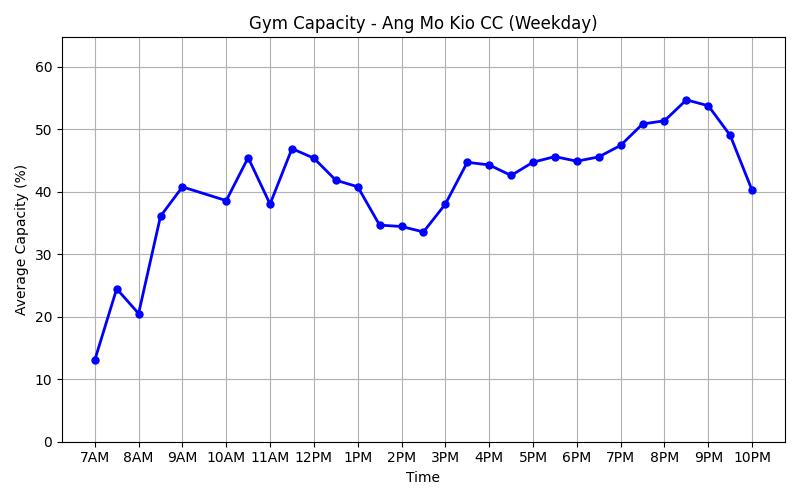 Gym Capacity - Ang Mo Kio CC (Weekday)
60
50
40
30
20
10
0
Average Capacity (%)
7AM 8AM 9AM 10AM 11AM 12PM 1PM 2PM 3PM 4PM 5PM 6PM 7PM 8PM 9PM 10PM
Time